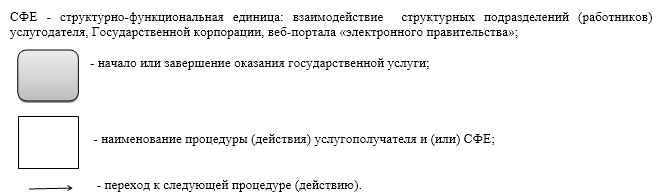 СФЕ - структурно-функциональная единица: взаимодействие структурных подразделений (работников)
услугодателя, Государственной корпорации, веб-портала «электронного правительства»;
- начало или завершение оказания государственной услуги;
- наименование процедуры (действия) услугополучателя и (или) СФЕ;
- переход к следующей процедуре (действию).